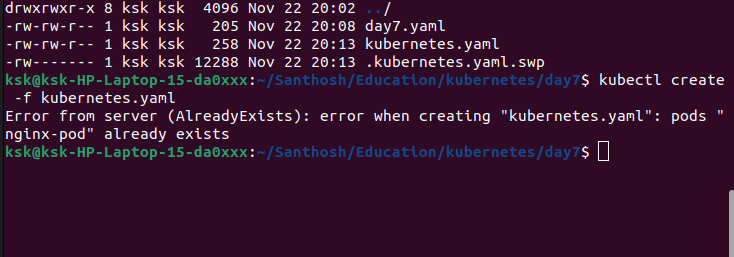 drwxrwxr-x 8 ksk ksk  4096 Nov 22 20:02 ../
-rw-rw-r-- 1 ksk ksk   205 Nov 22 20:08 day7.yaml
-rw-rw-r-- 1 ksk ksk   258 Nov 22 20:13 kubernetes.yaml
-rw------- 1 ksk ksk 12288 Nov 22 20:13 .kubernetes.yaml.swp
ksk@ksk-HP-Laptop-15-da0xxx:~/Santhosh/Education/kubernetes/day7$ kubectl create
 -f kubernetes.yaml
Error from server (AlreadyExists): error when creating "kubernetes.yaml": pods "
nginx-pod" already exists
ksk@ksk-HP-Laptop-15-da0xxx:~/Santhosh/Education/kubernetes/day7$